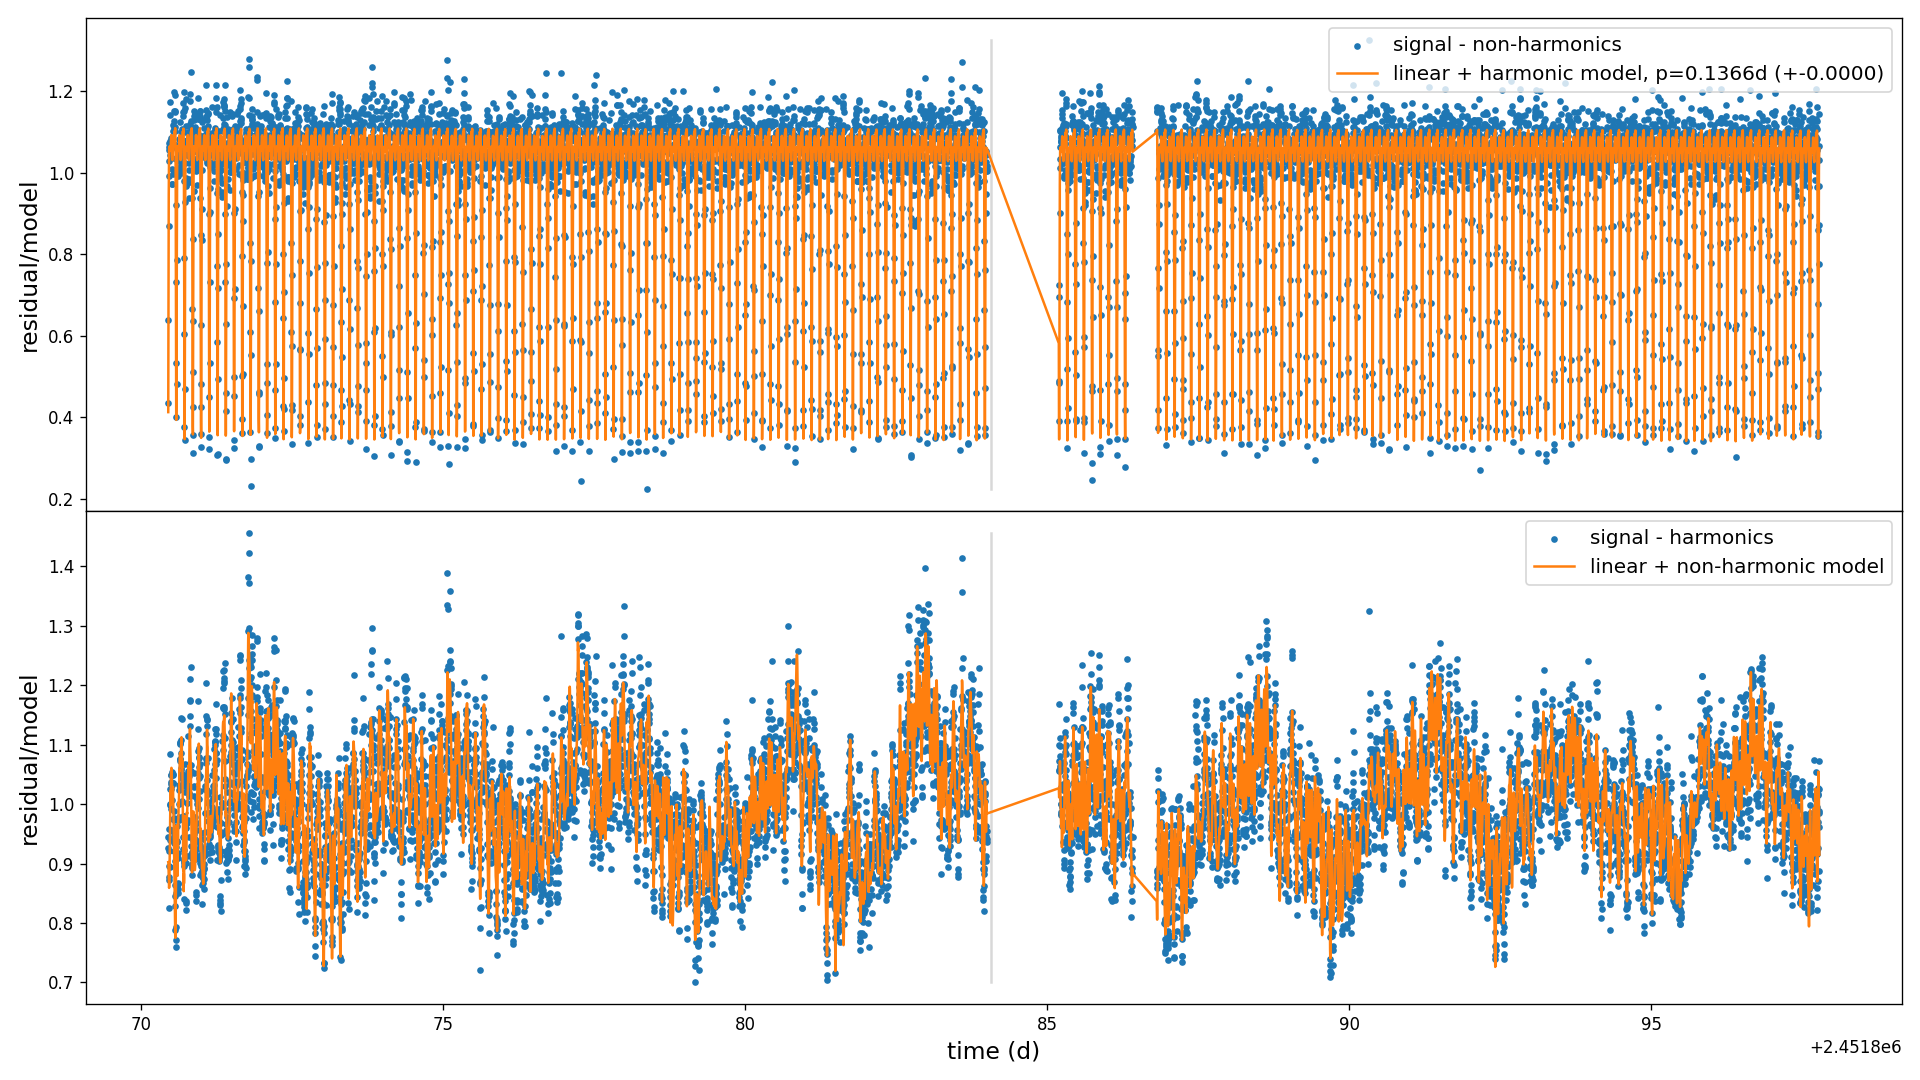 signal - non-harmonics
linear + harmonic model, p=0.1366d (+-0.0000)
1.2
1.0
0.8
0.6
0.4
0.2
residual/model
signal - harmonics
linear + non-harmonic model
1.4
1.3
1.2
1.1
1.0
0.9
0.8
0.7
residual/model
70 75 80 85 90 95
time (d)
+2.4518e6